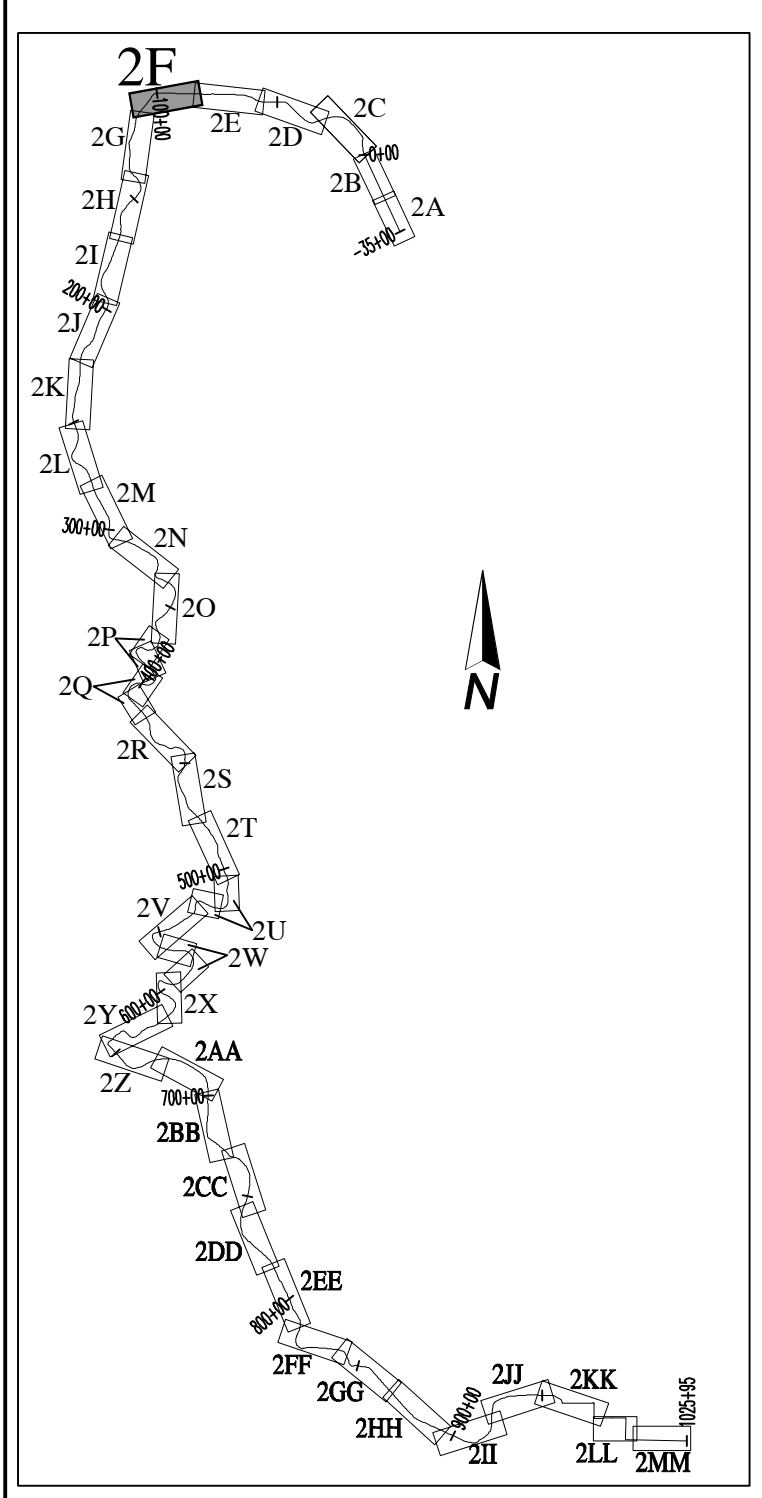 2F
2C
2G
100+00
2E
2D
0+00
2B
2H
2A
-35+00
2I
200+00
2J
2K
2L
2M
300+00
2N
2O
2P
400+00
2Q
N
2R
2S
2T
500+00
2V
2U
2W
600+00
2X
2Y
2AA
2Z
700+00
2BB
2CC
2DD
2EE
800+00
2FF
2GG
2JJ
2KK
1025+95
900+00
2HH
2II
2LL
2MM